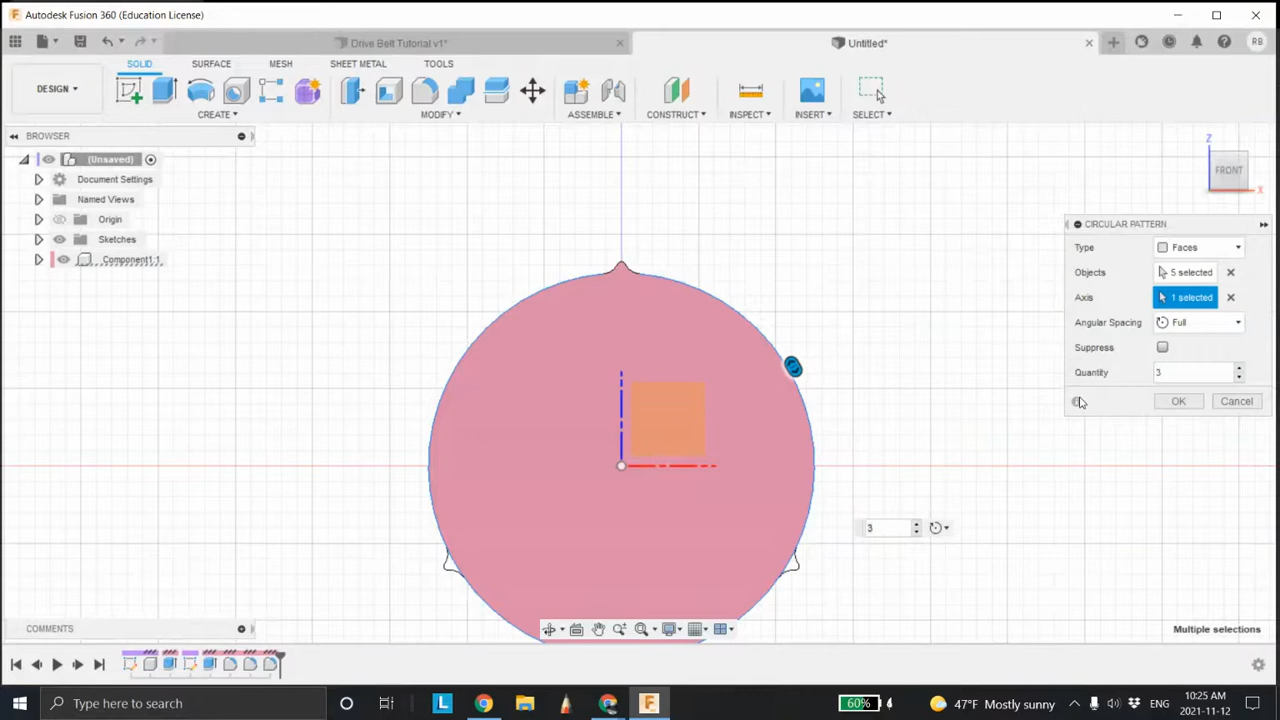 Autodesk Fusion 360 (Education License)
Drive Belt Tutorial v1*
Untitled*
RB
SOLID SURFACE MESH SHEET METAL TOOLS
DESIGN
CREATE MODIFY ASSEMBLE CONSTRUCT INSPECT INSERT SELECT
BROWSER
(Unsaved)
Document Settings
Named Views
Origin
Sketches
Component1:1
Z
FRONT
X
CIRCULAR PATTERN
Type Faces
Objects 5 selected
Axis 1 selected
Angular Spacing Full
Suppress
Quantity 3
OK Cancel
3
COMMENTS
Multiple selections
Type here to search
L
F
60%
47°F Mostly sunny
ENG
10:25 AM
2021-11-12